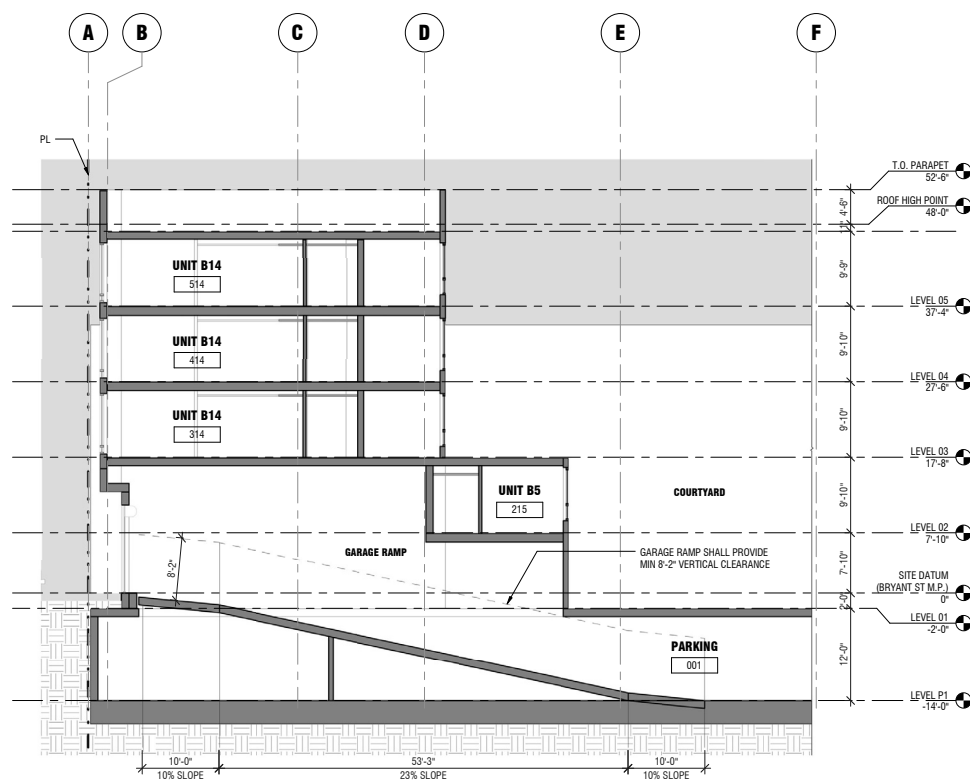 A
B
C
D
E
F
PL
T.O. PARAPET
52'-6"
ROOF HIGH POINT
48'-0"
4'-6"
1'
9'-9"
UNIT B14
514
LEVEL 05
37'-4"
9'-10"
UNIT B14
414
LEVEL 04
27'-6"
9'-10"
UNIT B14
314
LEVEL 03
17'-8"
9'-10"
UNIT B5
215
COURTYARD
LEVEL 02
7'-10"
7'-10"
GARAGE RAMP
8'-2"
GARAGE RAMP SHALL PROVIDE
MIN 8'-2" VERTICAL CLEARANCE
SITE DATUM
(BRYANT ST M.P.)
0"
2'-0"
LEVEL 01
-2'-0"
12'-0"
PARKING
001
LEVEL P1
-14'-0"
10'-0"
10% SLOPE
53'-3"
23% SLOPE
10'-0"
10% SLOPE